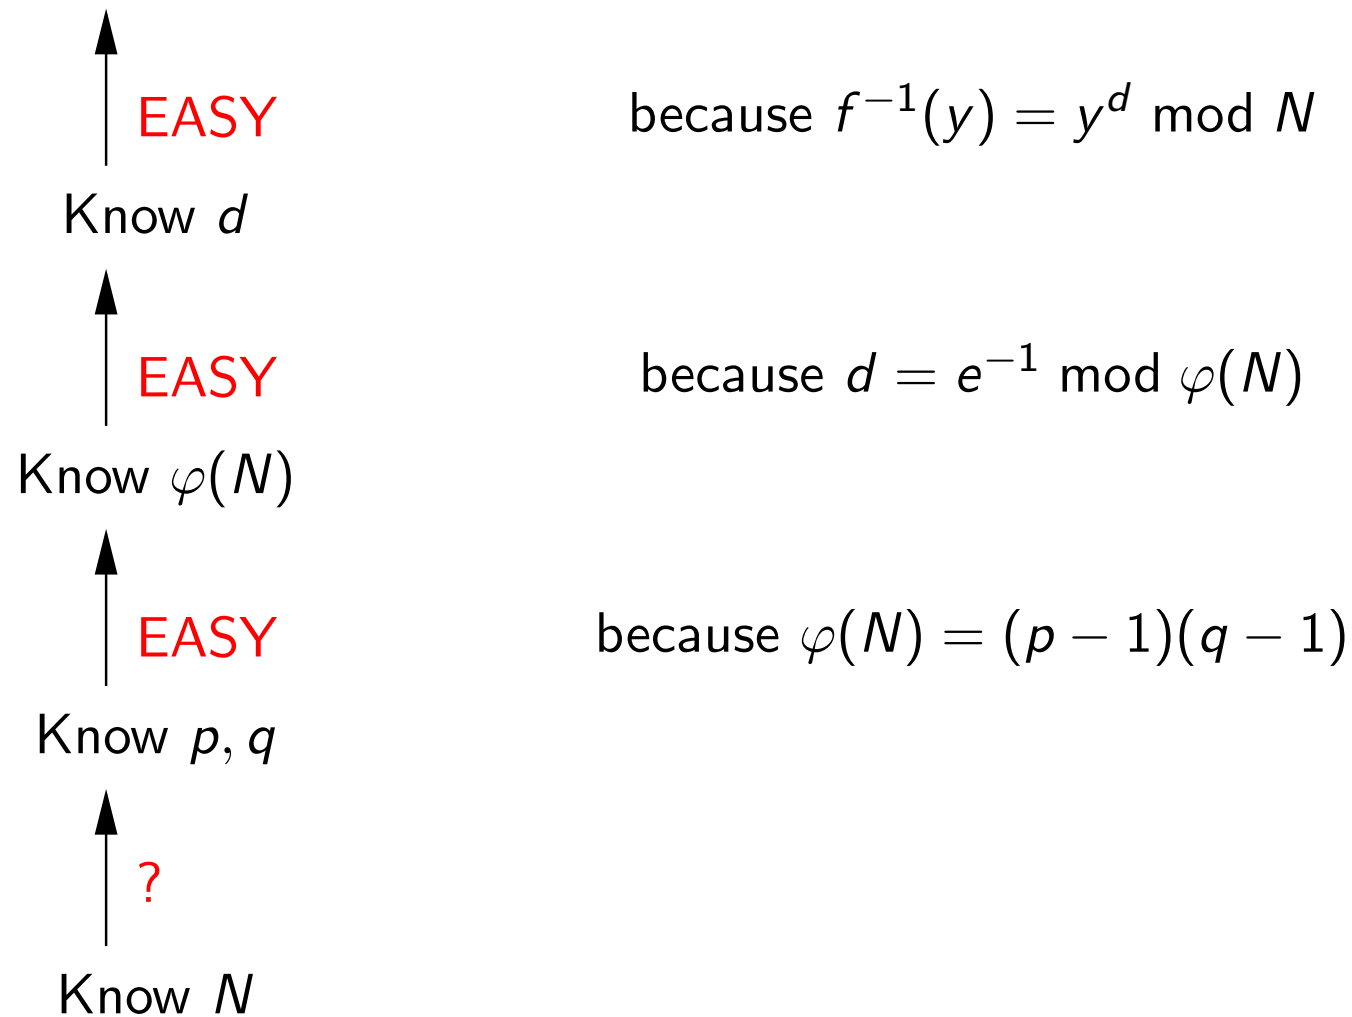 EASY because f⁻¹(y) = yᵈ mod N
Know d
EASY because d = e⁻¹ mod φ(N)
Know φ(N)
EASY because φ(N) = (p − 1)(q − 1)
Know p, q
?
Know N